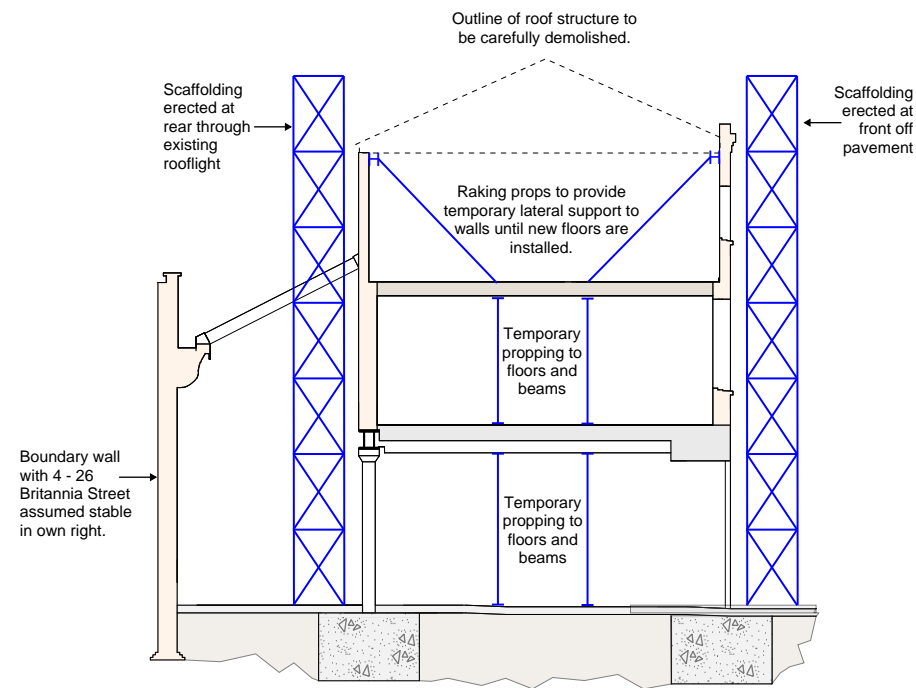 Outline of roof structure to
be carefully demolished.
Scaffolding
erected at
rear through
existing
rooflight
Scaffolding
erected at
front off
pavement
Raking props to provide
temporary lateral support to
walls until new floors are
installed.
Temporary
propping to
floors and
beams
Boundary wall
with 4 - 26
Britannia Street
assumed stable
in own right.
Temporary
propping to
floors and
beams